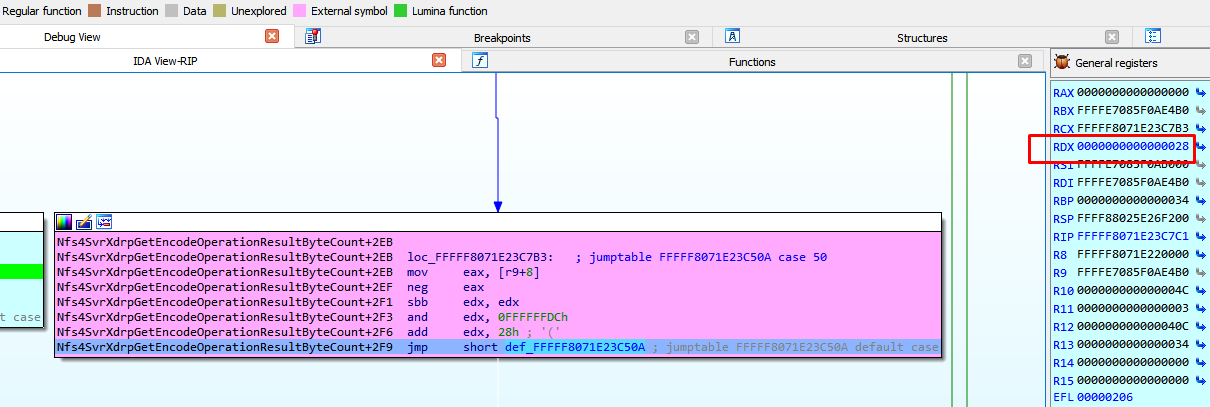 Regular function Instruction Data Unexplored External symbol Lumina function
Debug View Breakpoints Structures
IDA View-RIP Functions General registers
RAX 0000000000000000
RBX FFFFE7085F0AE4B0
RCX FFFFF8071E23C7B3
RDX 0000000000000028
RSI FFFFE7085F0AB000
RDI FFFFE7085F0AE4B0
RBP 0000000000000034
RSP FFFF88025E26F200
RIP FFFFF8071E23C7C1
R8 FFFFF8071E220000
R9 FFFFE7085F0AE4B0
R10 000000000000004C
R11 0000000000000003
R12 000000000000040C
R13 0000000000000034
R14 0000000000000000
R15 0000000000000000
EFL 00000206
Nfs4SvrXdrpGetEncodeOperationResultByteCount+2EB
Nfs4SvrXdrpGetEncodeOperationResultByteCount+2EB loc_FFFFF8071E23C7B3: ; jumptable FFFFF8071E23C50A case 50
Nfs4SvrXdrpGetEncodeOperationResultByteCount+2EB mov eax, [r9+8]
Nfs4SvrXdrpGetEncodeOperationResultByteCount+2EF neg eax
Nfs4SvrXdrpGetEncodeOperationResultByteCount+2F1 sbb edx, edx
Nfs4SvrXdrpGetEncodeOperationResultByteCount+2F3 and edx, 0FFFFFFDCh
Nfs4SvrXdrpGetEncodeOperationResultByteCount+2F6 add edx, 28h ; '('
Nfs4SvrXdrpGetEncodeOperationResultByteCount+2F9 jmp short def_FFFFF8071E23C50A ; jumptable FFFFF8071E23C50A default case
t case